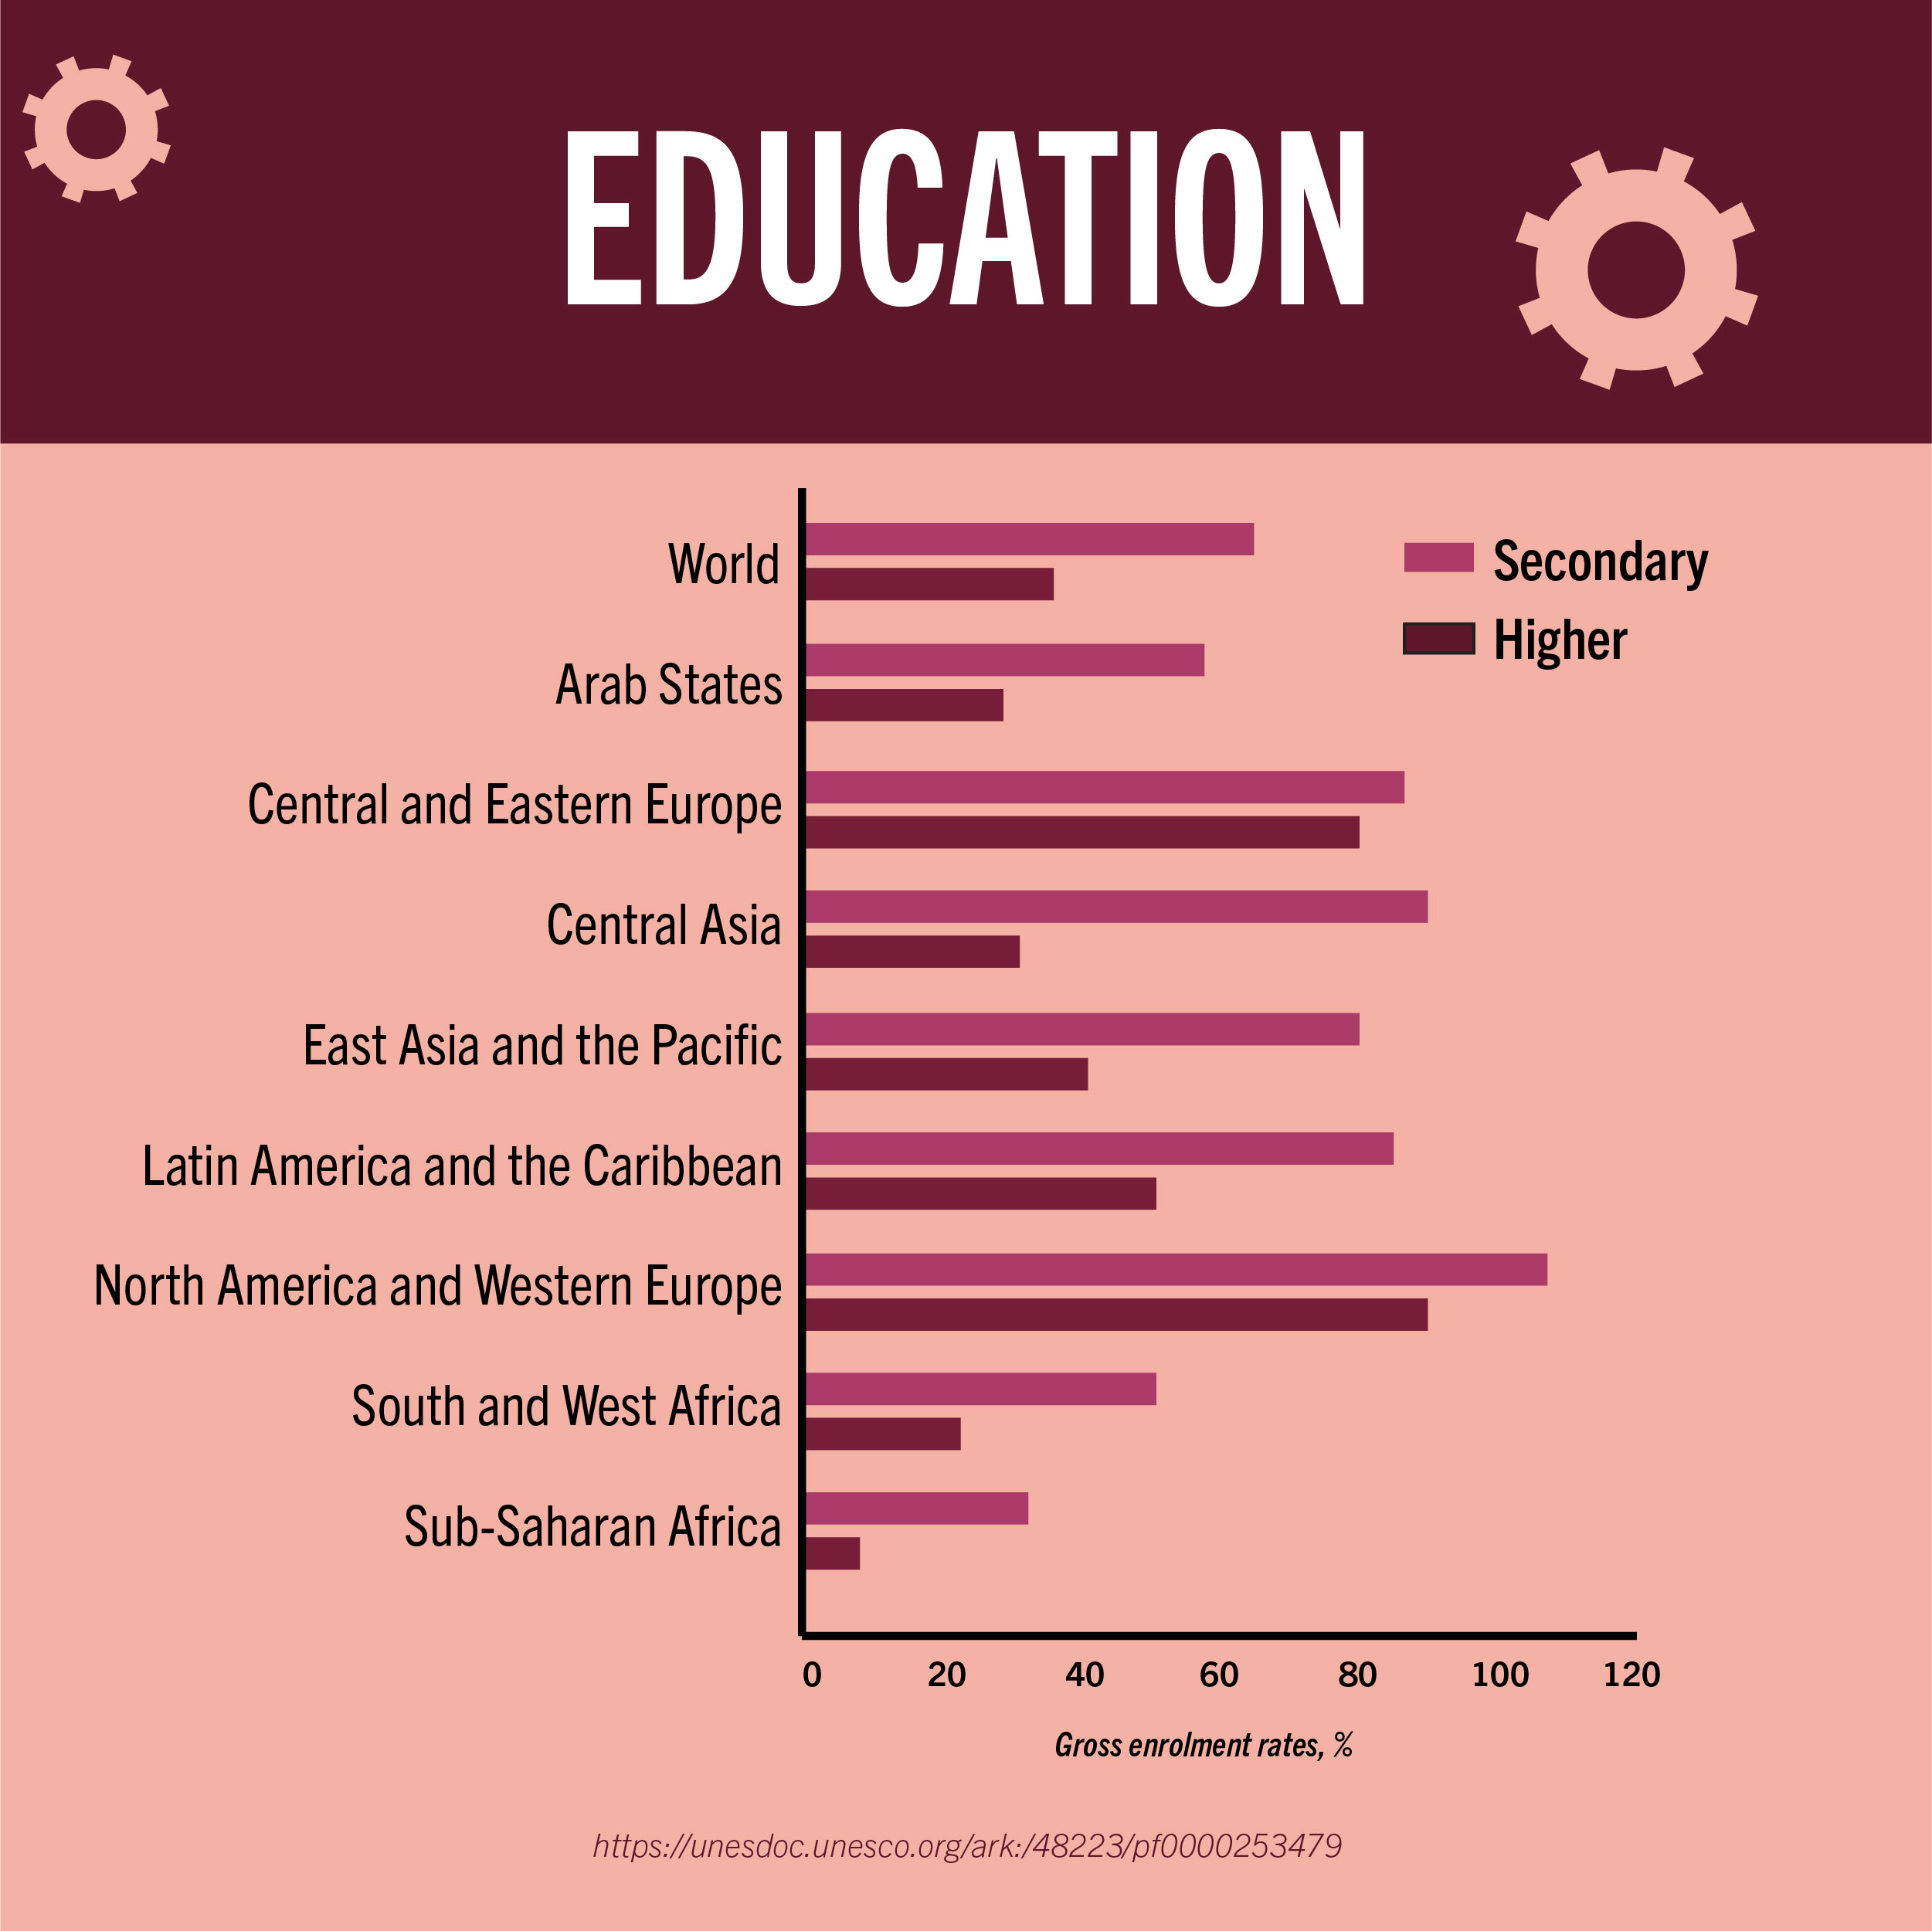 EDUCATION
Secondary
Higher
World
Arab States
Central and Eastern Europe
Central Asia
East Asia and the Pacific
Latin America and the Caribbean
North America and Western Europe
South and West Africa
Sub-Saharan Africa
0 20 40 60 80 100 120
Gross enrolment rates, %
https://unesdoc.unesco.org/ark:/48223/pf0000253479